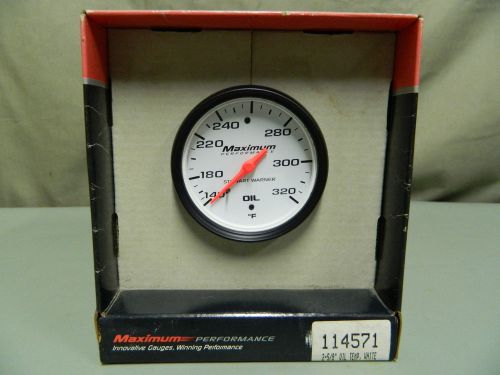 240
280
220
Maximum
PERFORMANCE
300
180
STEWART WARNER
140
320
OIL
°F
Maximum PERFORMANCE
Innovative Gauges, Winning Performance
114571
2-5/8" OIL TEMP. WHITE